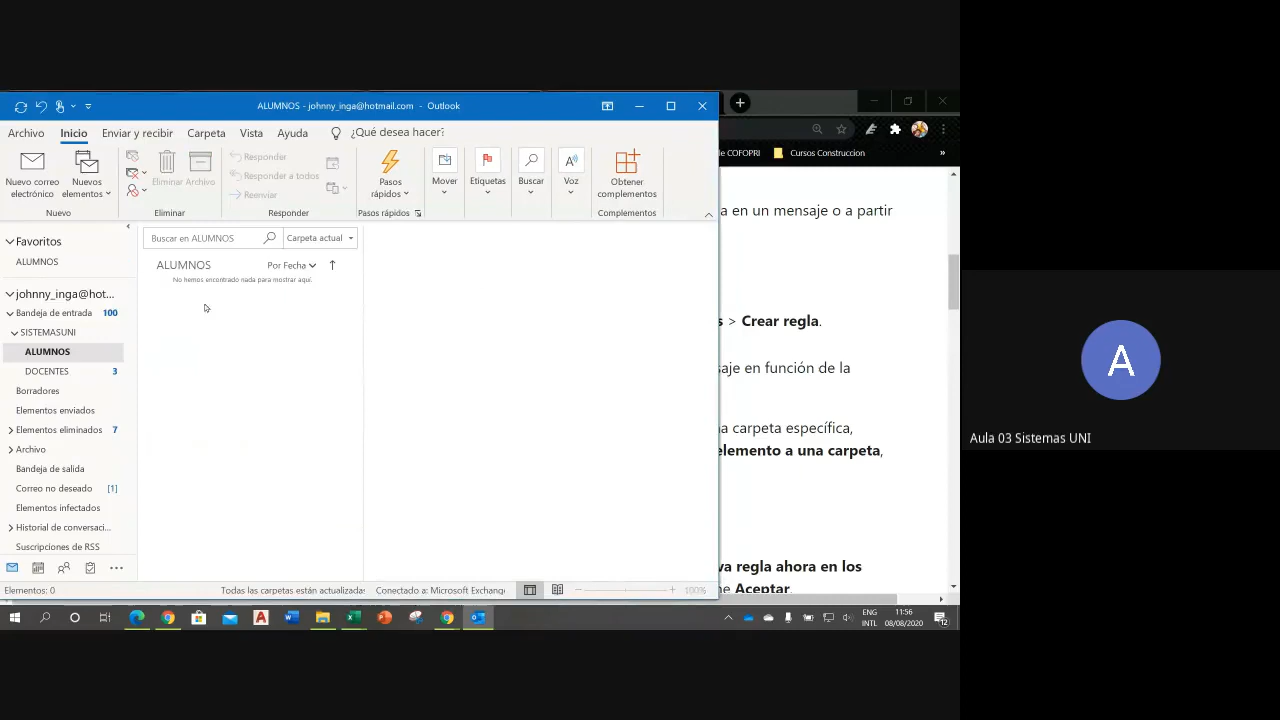 ALUMNOS - johnny_inga@hotmail.com - Outlook
Archivo Inicio Enviar y recibir Carpeta Vista Ayuda ¿Qué desea hacer?
Nuevo correo electrónico
Nuevos elementos
Nuevo
Eliminar Archivo
Eliminar
Responder
Responder a todos
Reenviar
Responder
Pasos rápidos
Pasos rápidos
Mover
Etiquetas
Buscar
Voz
Obtener complementos
Complementos
Favoritos
ALUMNOS
johnny_inga@hot...
Bandeja de entrada 100
SISTEMASUNI
ALUMNOS
DOCENTES 3
Borradores
Elementos enviados
Elementos eliminados 7
Archivo
Bandeja de salida
Correo no deseado [1]
Elementos infectados
Historial de conversaci...
Suscripciones de RSS
Buscar en ALUMNOS Carpeta actual
ALUMNOS Por Fecha
No hemos encontrado nada para mostrar aquí.
Elementos: 0 Todas las carpetas están actualizadas Conectado a: Microsoft Exchange 100%
de COFOPRI Cursos Construccion »
a en un mensaje o a partir
s > Crear regla.
saje en función de la
na carpeta específica,
elemento a una carpeta,
va regla ahora en los
ne Aceptar.
ENG
INTL
11:56
08/08/2020
12
A
Aula 03 Sistemas UNI